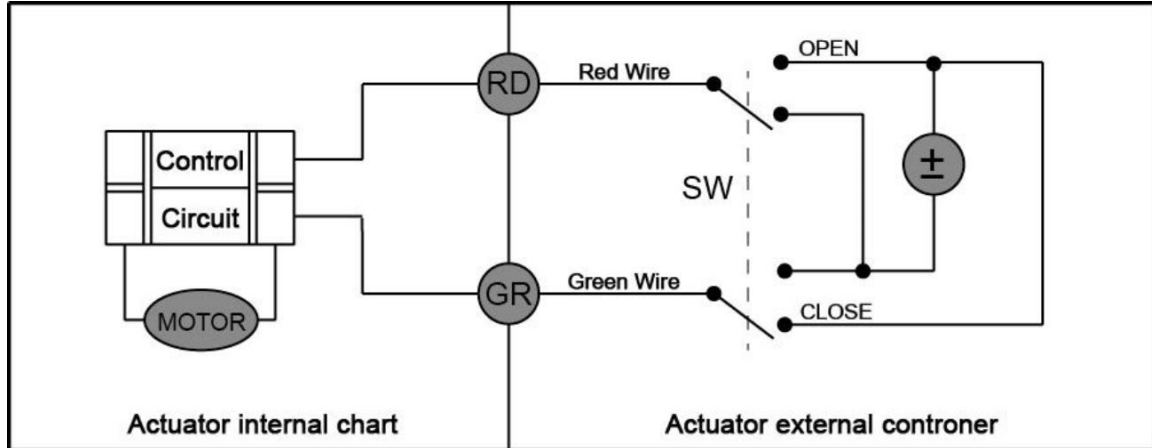 OPEN
RD
Red Wire
Control
±
SW
Circuit
GR
Green Wire
CLOSE
MOTOR
Actuator internal chart
Actuator external controner